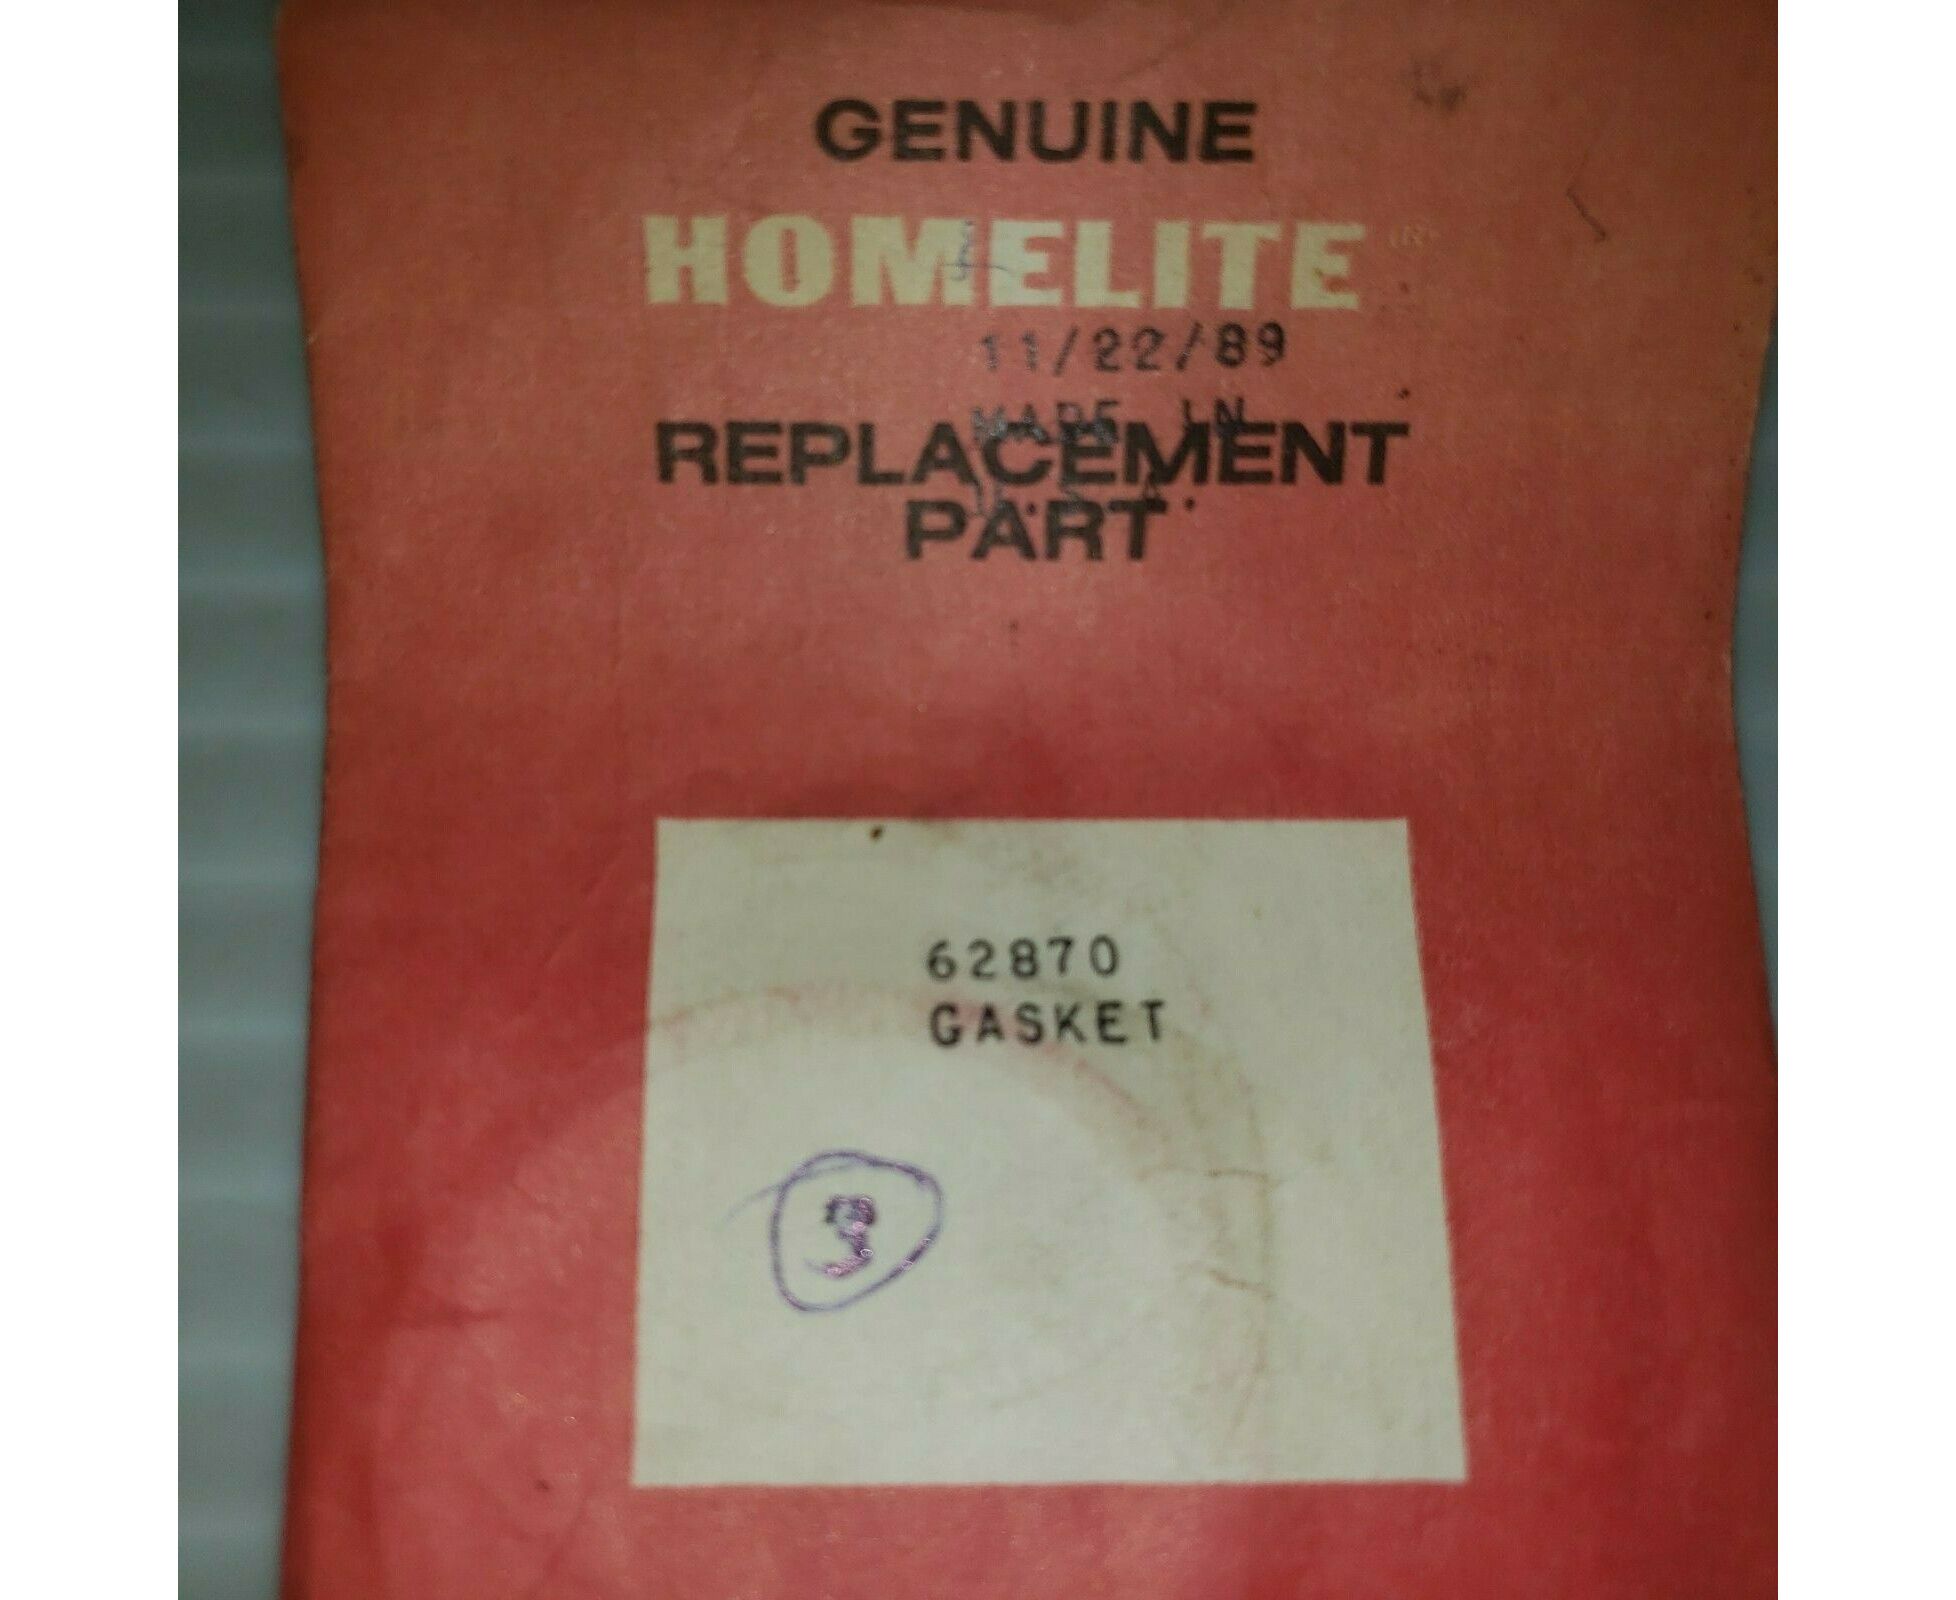 GENUINE
HOMELITE ®
11/22/89
MADE IN
REPLACEMENT
U.S.A.
PART
62870
GASKET
3